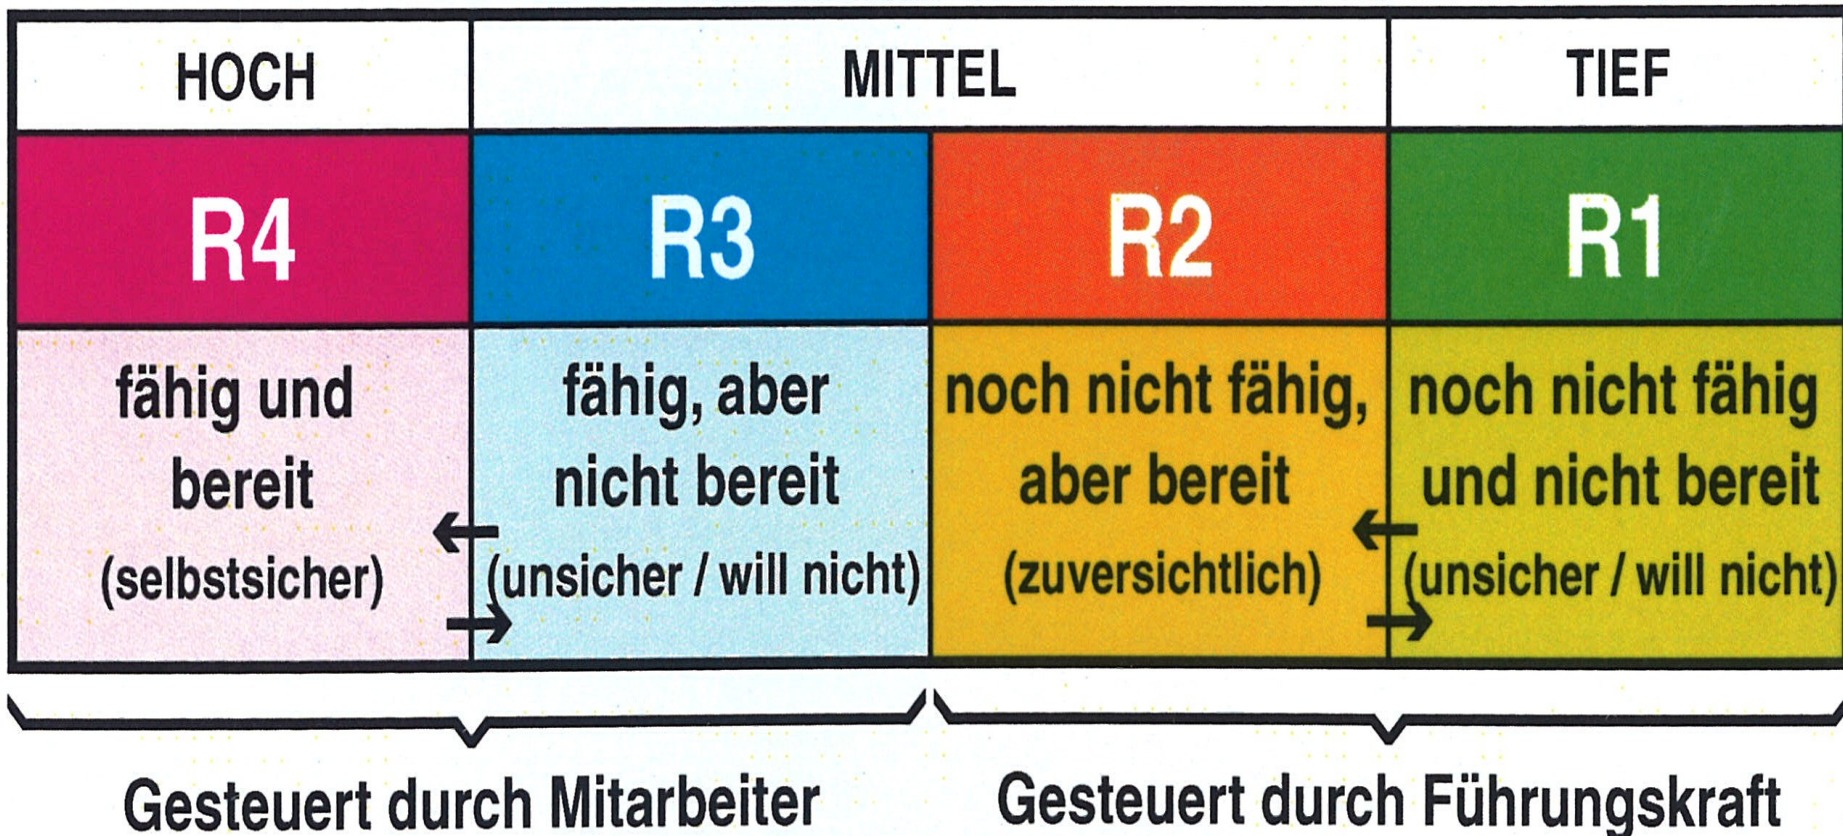 HOCH
MITTEL
TIEF
R4
R3
R2
R1
fähig und
bereit
(selbstsicher)
fähig, aber
nicht bereit
(unsicher / will nicht)
noch nicht fähig,
aber bereit
(zuversichtlich)
noch nicht fähig
und nicht bereit
(unsicher / will nicht)
Gesteuert durch Mitarbeiter
Gesteuert durch Führungskraft